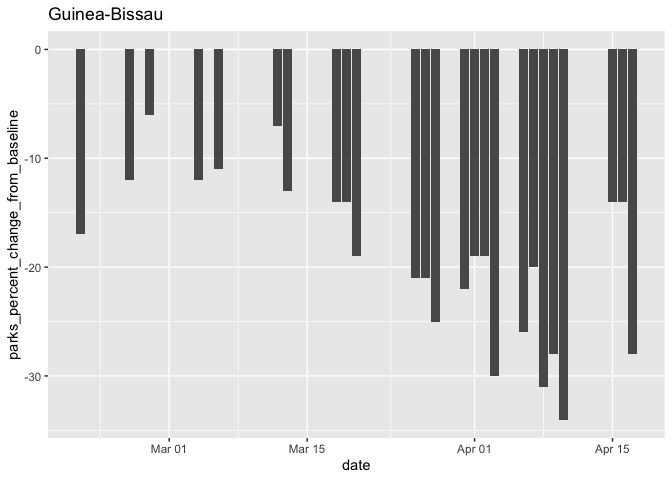 Guinea-Bissau
parks_percent_change_from_baseline
0
-10
-20
-30
Mar 01
Mar 15
Apr 01
Apr 15
date